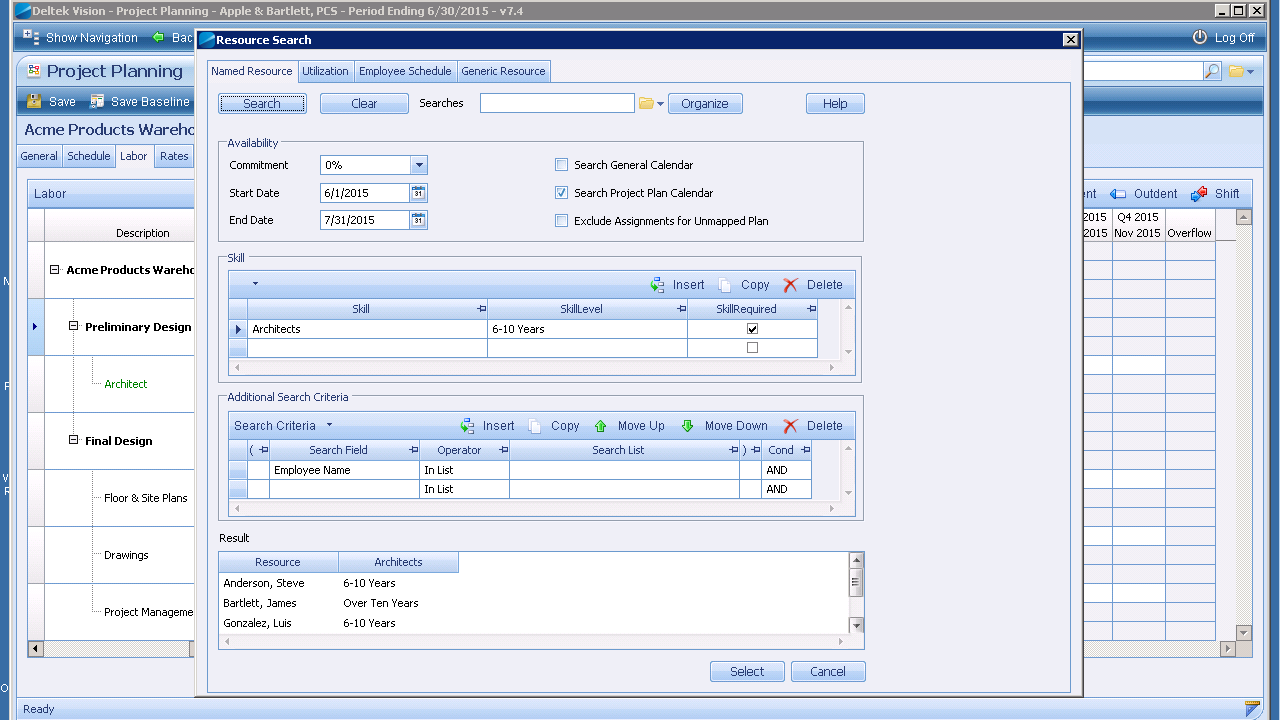 Deltek Vision - Project Planning - Apple & Bartlett, PCS - Period Ending 6/30/2015 - v7.4
Show Navigation Bac Log Off
Resource Search
Project Planning
Save Save Baseline
Acme Products Wareho
General Schedule Labor Rates
Labor
nt Outdent Shift
Description
2015 Q4 2015
2015 Nov 2015 Overflow
Acme Products Wareho
Preliminary Design
Architect
Final Design
Floor & Site Plans
Drawings
Project Manageme
Named Resource Utilization Employee Schedule Generic Resource
Search Clear Searches Organize Help
Availability
Commitment 0% Search General Calendar
Start Date 6/1/2015 31 Search Project Plan Calendar
End Date 7/31/2015 31 Exclude Assignments for Unmapped Plan
Skill
Insert Copy Delete
Skill SkillLevel SkillRequired
Architects 6-10 Years
Additional Search Criteria
Search Criteria Insert Copy Move Up Move Down Delete
( Search Field Operator Search List ) Cond
Employee Name In List AND
In List AND
Result
Resource Architects
Anderson, Steve 6-10 Years
Bartlett, James Over Ten Years
Gonzalez, Luis 6-10 Years
Select Cancel
Ready